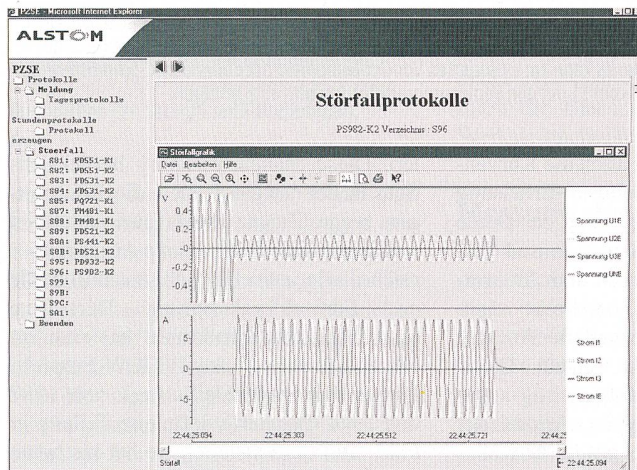 PZSE - Microsoft Internet Explorer
ALSTOM
PZSE
Protokolle
Meldung
Tagesprotokolle
Stundenprotokolle
Protokoll
erzeugen
Stoerfall
S81: PD551-K1
S82: PD551-K2
S83: PD531-K2
S84: PD531-K2
S85: PQ721-K1
S87: PM481-K1
S88: PM481-K1
S89: PD521-K2
S8A: PS441-K2
S8B: PD521-K2
S95: PD932-K2
S96: PS982-K2
S99:
S9B:
S9C:
SA1:
Beenden
Störfallprotokolle
PS982-K2 Verzeichnis : S96
Störfallgrafik
Datei Bearbeiten Hilfe
V
0.4
0.2
-0
-0.2
-0.4
Spannung U1E
Spannung U2E
Spannung U3E
Spannung UNE
A
5
0
-5
Strom I1
Strom I2
Strom I3
Strom IE
22:44:25.094 22:44:25.303 22:44:25.512 22:44:25.721 22:44:25
Störfall
22:44:25.094